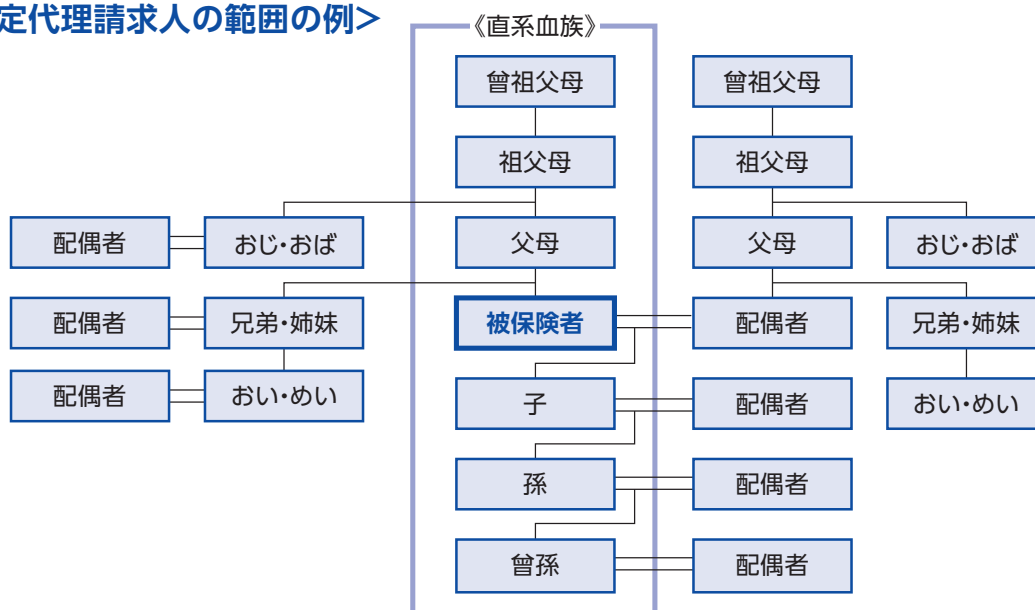 定代理請求人の範囲の例>
《直系血族》
曾祖父母 曾祖父母
祖父母 祖父母
配偶者 おじ・おば 父母 父母 おじ・おば
配偶者 兄弟・姉妹 被保険者 配偶者 兄弟・姉妹
配偶者 おい・めい 子 配偶者 おい・めい
孫 配偶者
曾孫 配偶者